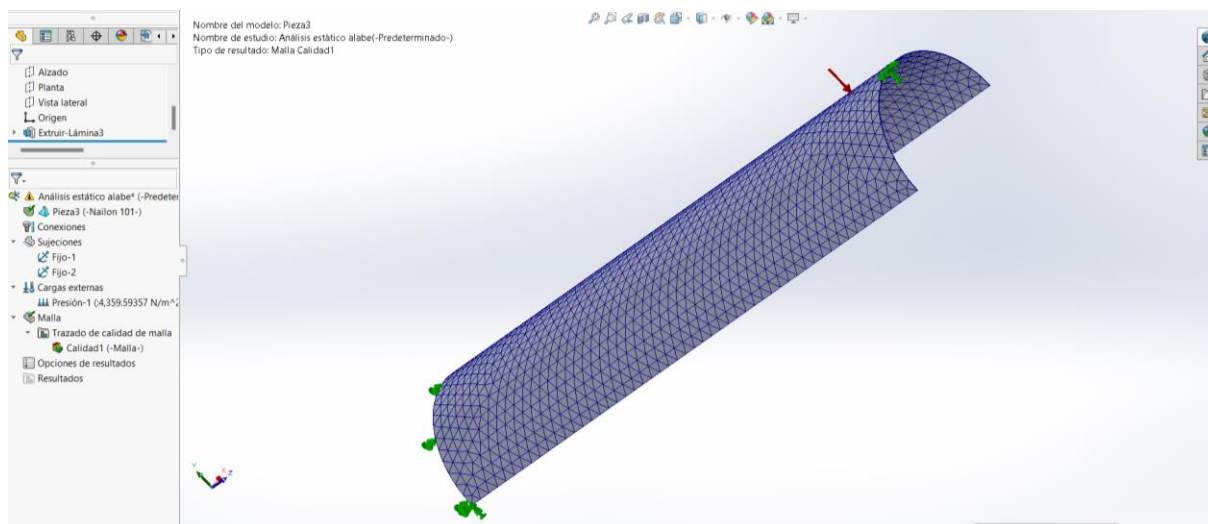 Nombre del modelo: Pieza3
Nombre de estudio: Análisis estático alabe(-Predeterminado-)
Tipo de resultado: Malla Calidad1
Alzado
Planta
Vista lateral
Origen
Extruir-Lámina3
Análisis estático alabe* (-Predeter
Pieza3 (-Nailon 101-)
Conexiones
Sujeciones
Fijo-1
Fijo-2
Cargas externas
Presión-1 (:4,359.59357 N/m^2
Malla
Trazado de calidad de malla
Calidad1 (-Malla-)
Opciones de resultados
Resultados
Y
X
Z